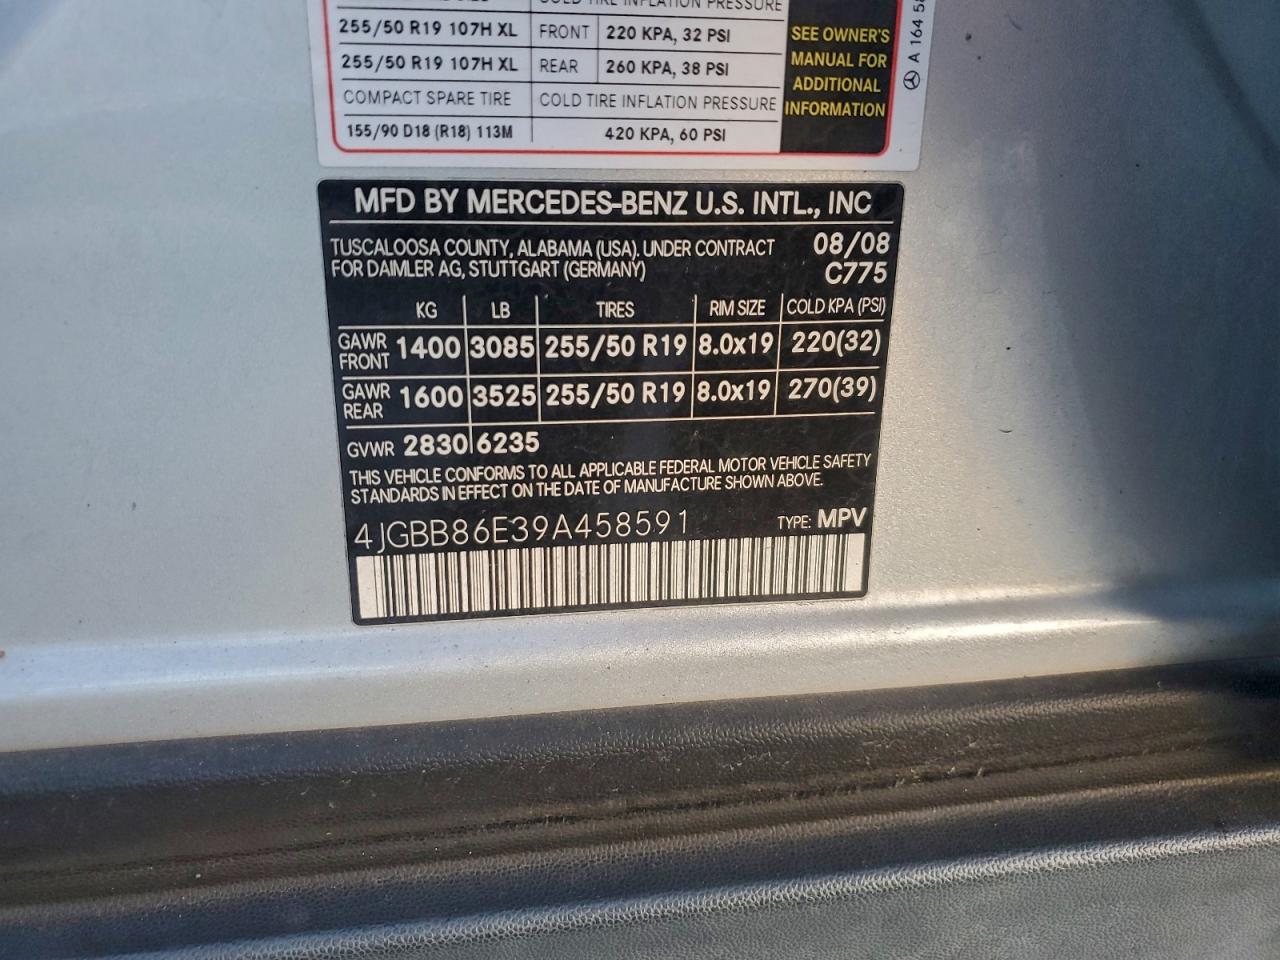 COLD TIRE INFLATION PRESSURE
255/50 R19 107H XL FRONT 220 KPA, 32 PSI
255/50 R19 107H XL REAR 260 KPA, 38 PSI
COMPACT SPARE TIRE COLD TIRE INFLATION PRESSURE
155/90 D18 (R18) 113M 420 KPA, 60 PSI
SEE OWNER'S
MANUAL FOR
ADDITIONAL
INFORMATION
A 164 58
MFD BY MERCEDES-BENZ U.S. INTL., INC
TUSCALOOSA COUNTY, ALABAMA (USA). UNDER CONTRACT 08/08
FOR DAIMLER AG, STUTTGART (GERMANY) C775
KG LB TIRES RIM SIZE COLD KPA (PSI)
GAWR FRONT 1400 3085 255/50 R19 8.0x19 220(32)
GAWR REAR 1600 3525 255/50 R19 8.0x19 270(39)
GVWR 2830 6235
THIS VEHICLE CONFORMS TO ALL APPLICABLE FEDERAL MOTOR VEHICLE SAFETY
STANDARDS IN EFFECT ON THE DATE OF MANUFACTURE SHOWN ABOVE.
4JGBB86E39A458591 TYPE: MPV